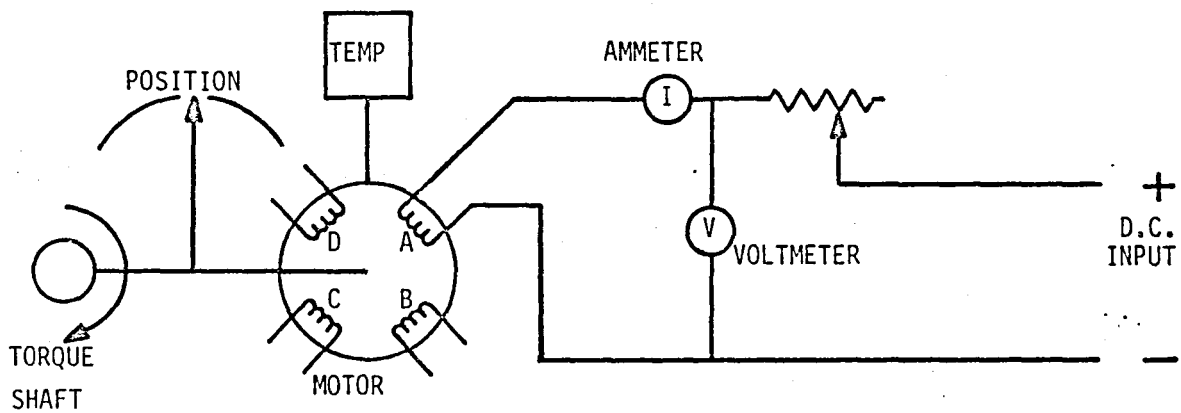 TEMP
AMMETER
POSITION
I
D
A
V
VOLTMETER
+
D.C.
INPUT
C
B
TORQUE
SHAFT
MOTOR
−